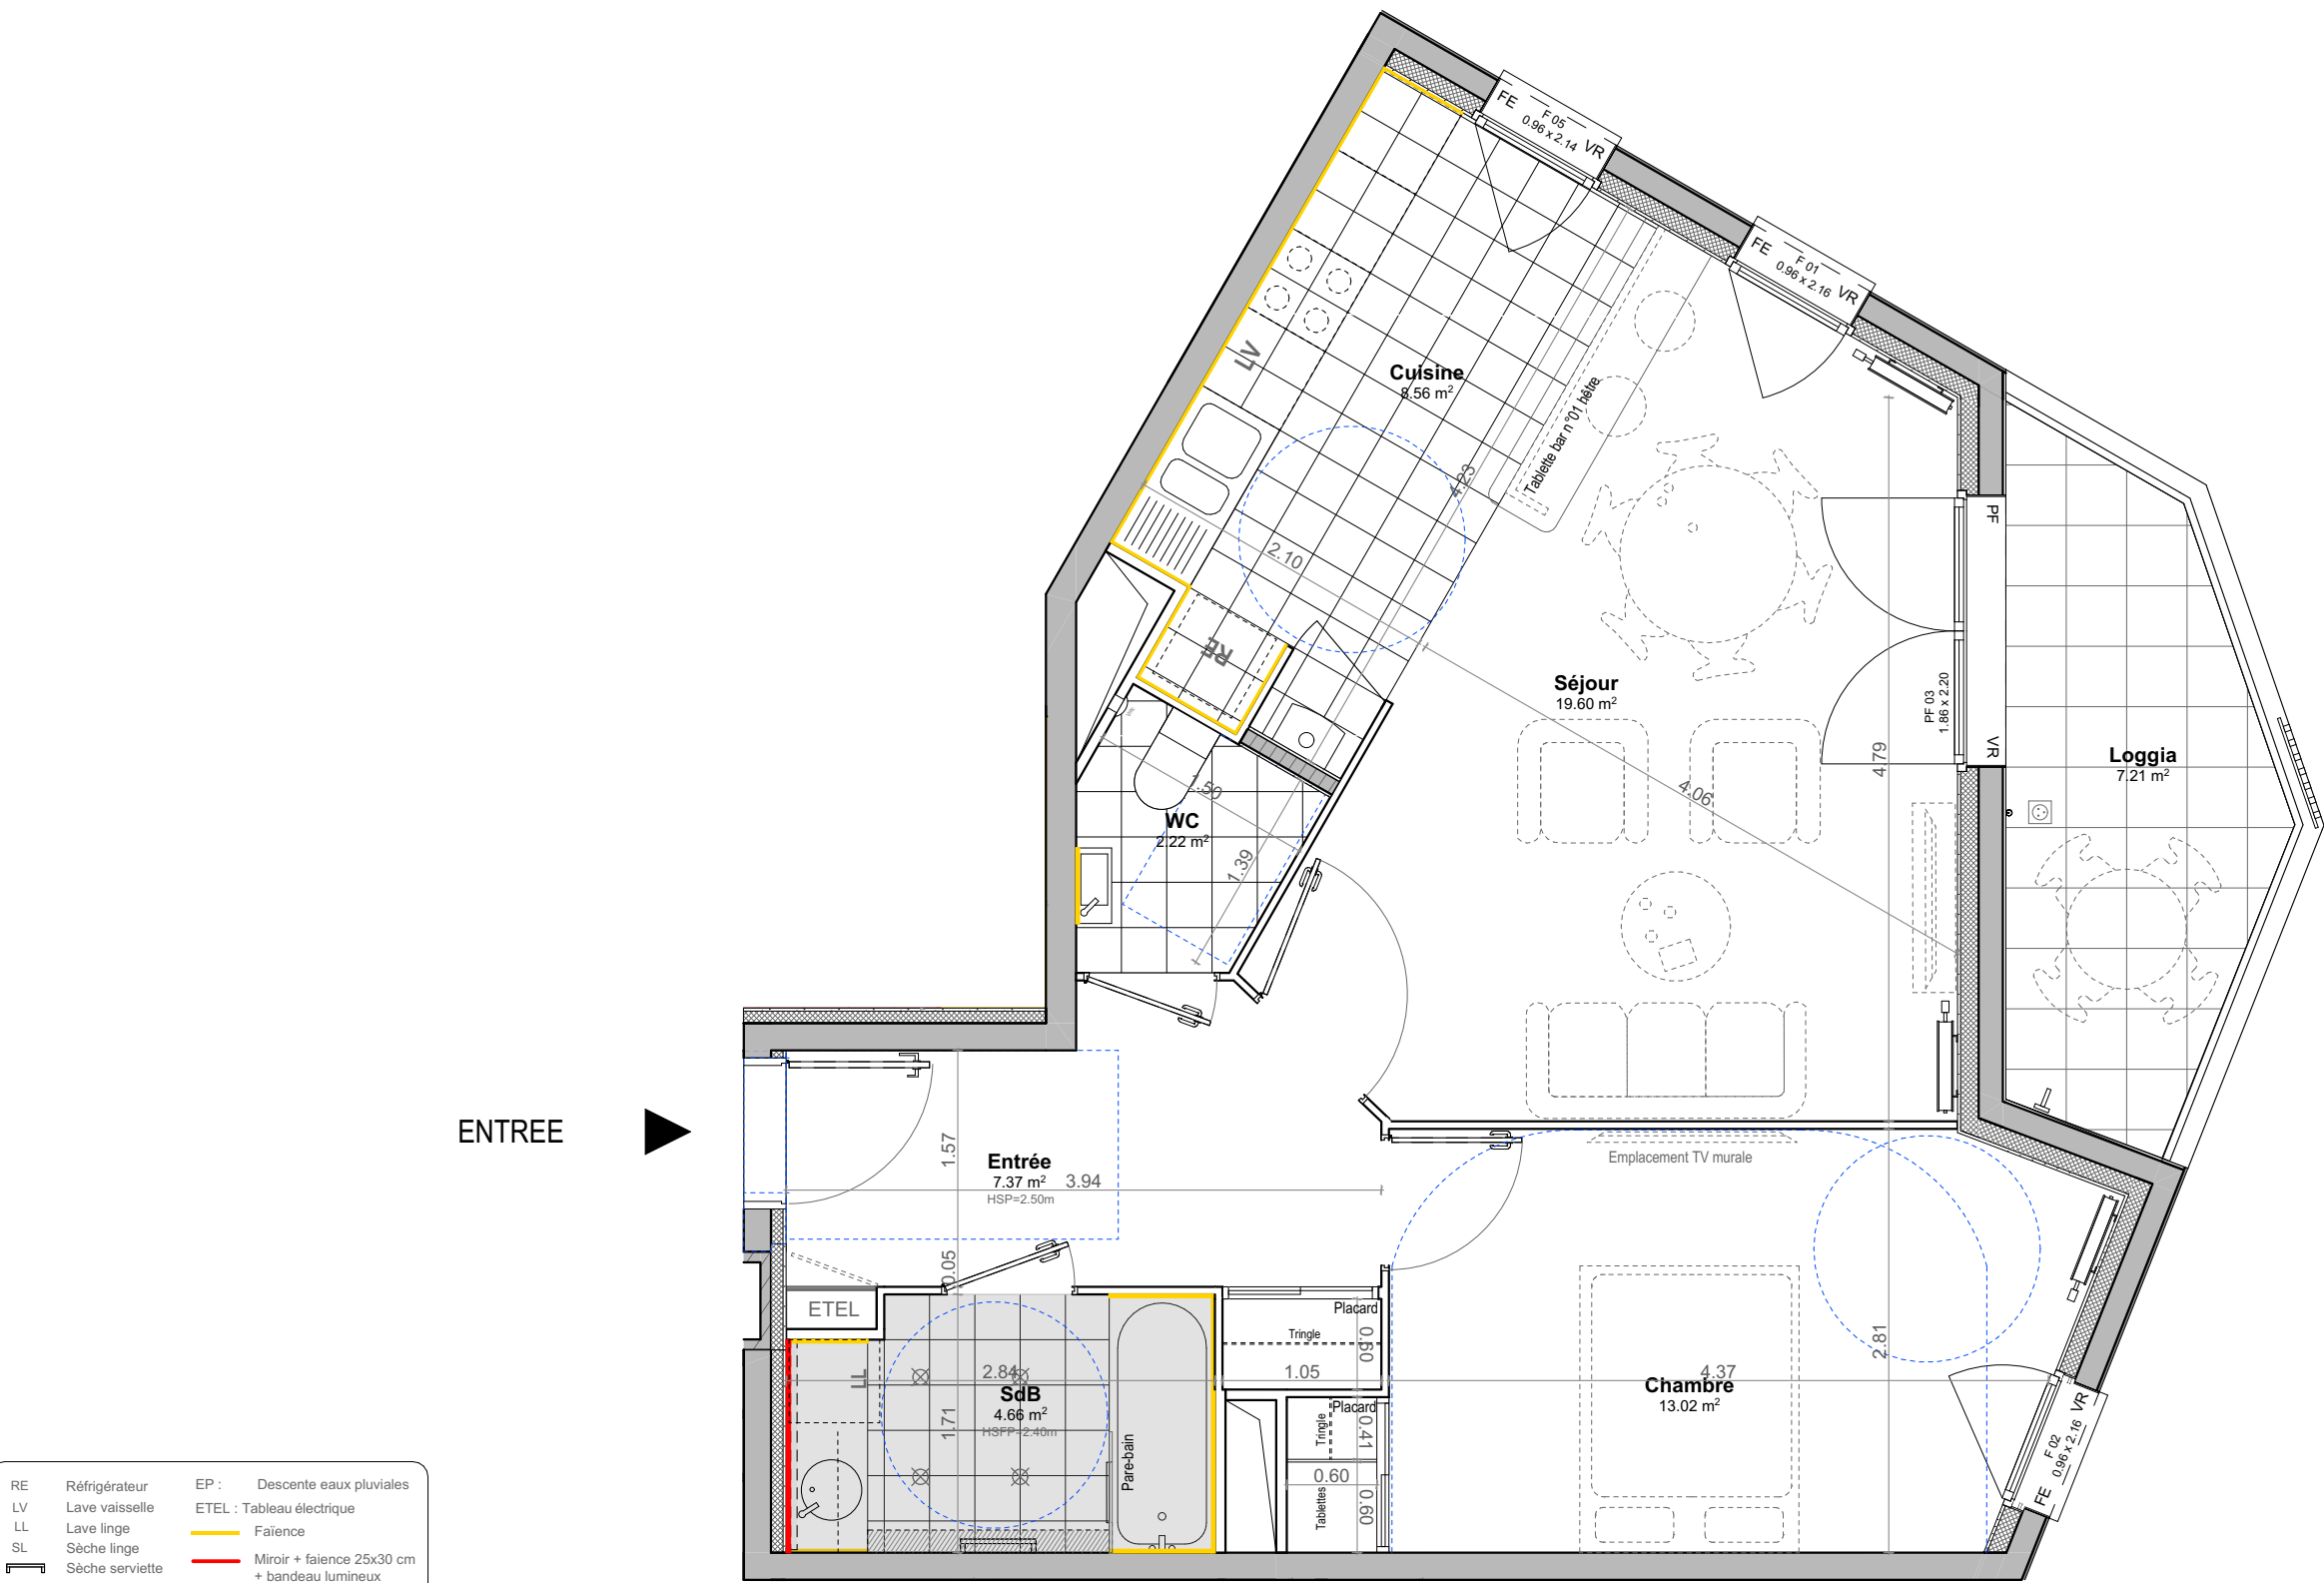 FE
F 05
0.96 x 2.14
VR
FE
F 01
0.96 x 2.16
VR
LV
Cuisine
8.56 m²
Tablette bar n°01 hêtre
4.23
2.10
RE
Séjour
19.60 m²
PF
PF 03
1.86 x 2.20
VR
4.79
4.06
Loggia
7.21 m²
1.50
WC
2.22 m²
1.39
ENTREE
1.57
Entrée
7.37 m²
3.94
HSP=2.50m
Emplacement TV murale
0.05
ETEL
Placard
Tringle
0.60
2.84
1.05
LL
SdB
4.66 m²
HSFP=2.40m
1.71
Pare-bain
Placard
Tringle
0.41
0.60
Tablettes
0.60
2.81
4.37
Chambre
13.02 m²
FE
F 02
0.96 x 2.16
VR
RE Réfrigérateur
LV Lave vaisselle
LL Lave linge
SL Sèche linge
Sèche serviette
EP : Descente eaux pluviales
ETEL : Tableau électrique
Faïence
Miroir + faience 25x30 cm
+ bandeau lumineux